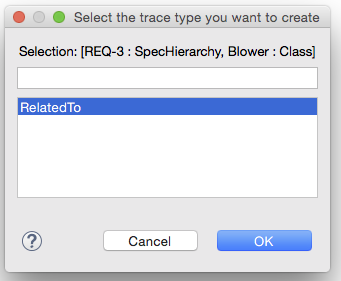 Select the trace type you want to create
Selection: [REQ-3 : SpecHierarchy, Blower : Class]
RelatedTo
?
Cancel
OK